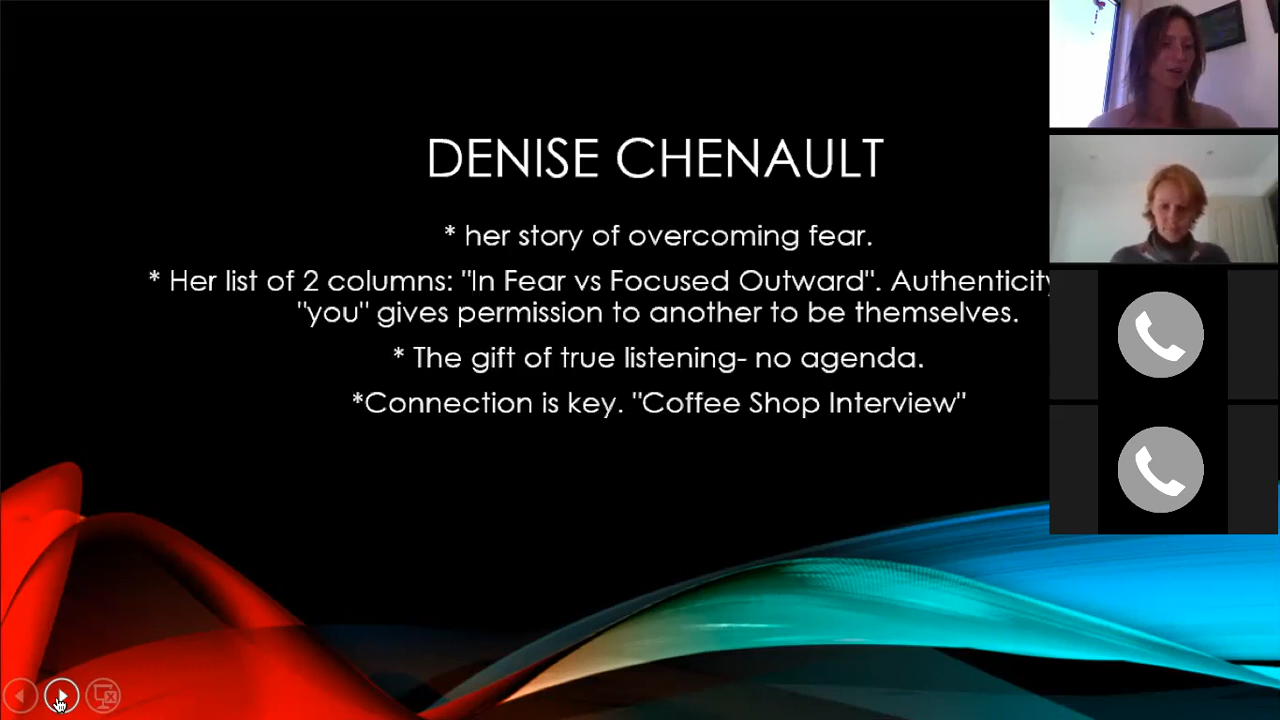 DENISE CHENAULT
* her story of overcoming fear.
* Her list of 2 columns: "In Fear vs Focused Outward". Authenticity
"you" gives permission to another to be themselves.
* The gift of true listening- no agenda.
*Connection is key. "Coffee Shop Interview"